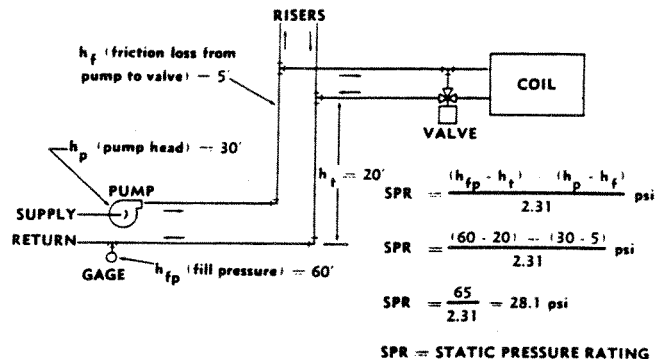 RISERS
h_f (friction loss from
pump to valve) — 5'
COIL
VALVE
h_p (pump head) — 30'
h_t = 20'
PUMP
SUPPLY
RETURN
GAGE
h_fp (fill pressure) = 60'
SPR = (h_fp - h_t) - (h_p - h_f) / 2.31 psi
SPR = (60 - 20) - (30 - 5) / 2.31 psi
SPR = 65 / 2.31 = 28.1 psi
SPR = STATIC PRESSURE RATING